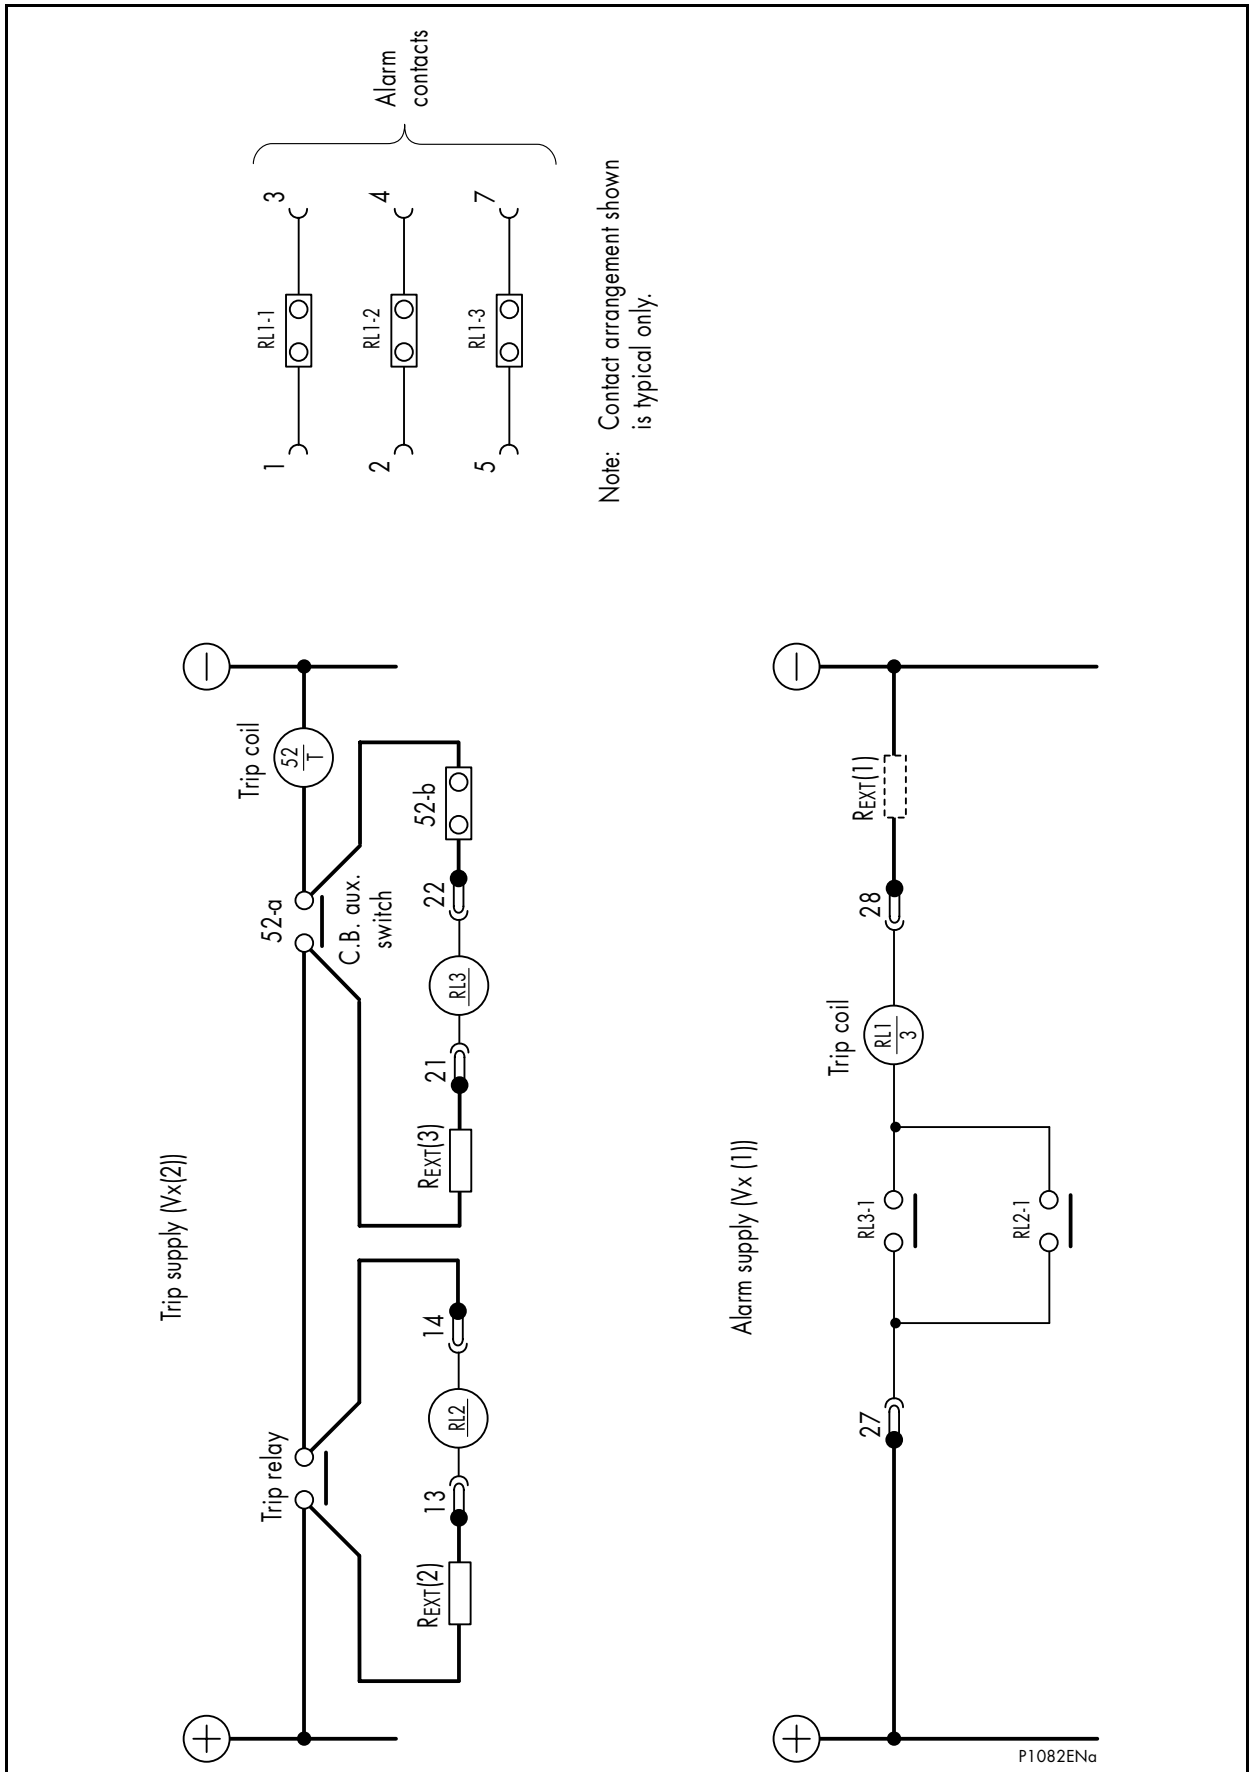 Trip supply (Vx(2))
+
−
Trip relay
52-a
Trip coil
52
T
C.B. aux.
switch
REXT(2)
13
RL2
14
REXT(3)
21
RL3
22
52-b
Alarm supply (Vx (1))
+
−
27
RL3-1
RL2-1
Trip coil
RL1
3
28
REXT(1)
1
RL1-1
3
2
RL1-2
4
5
RL1-3
7
Alarm
contacts
Note: Contact arrangement shown
is typical only.
P1082ENa